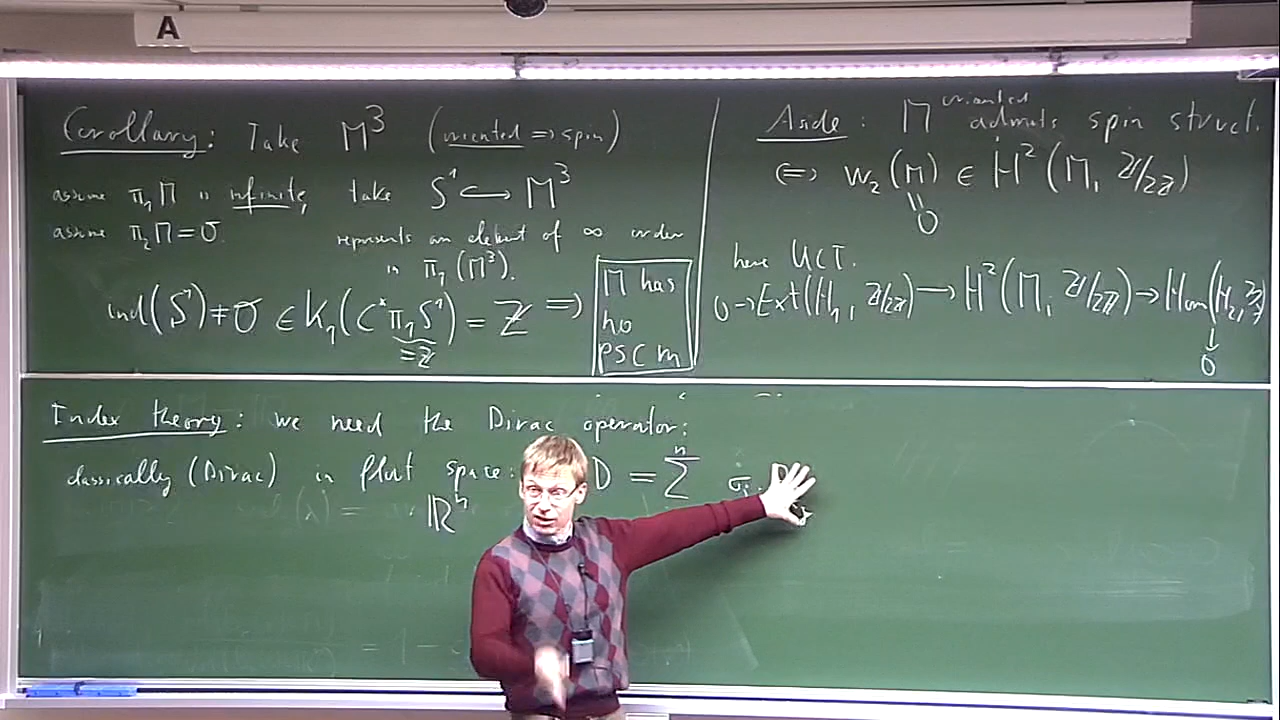 A
Corollary: Take M³ (oriented => spin)
assume π₁M is infinite, take S¹ ↪ M³
assume π₂M = 0. represents an element of ∞ order
in π₁(M³).
ind(S¹) ≠ 0 ∈ K₁(C*π₁S¹) = Z =>
= Z
M has
no
psc m
Aside: M oriented admits spin struct.
<=> w₂(M) ∈ H²(M, Z/2Z)
||
0
here UCT.
0 → Ext(H₁, Z/2Z) → H²(M, Z/2Z) → Hom(H₂,
↓
0
Index theory: we need the Dirac operator:
classically (Dirac) in flat space: D = Σ σᵢ
ℝⁿ